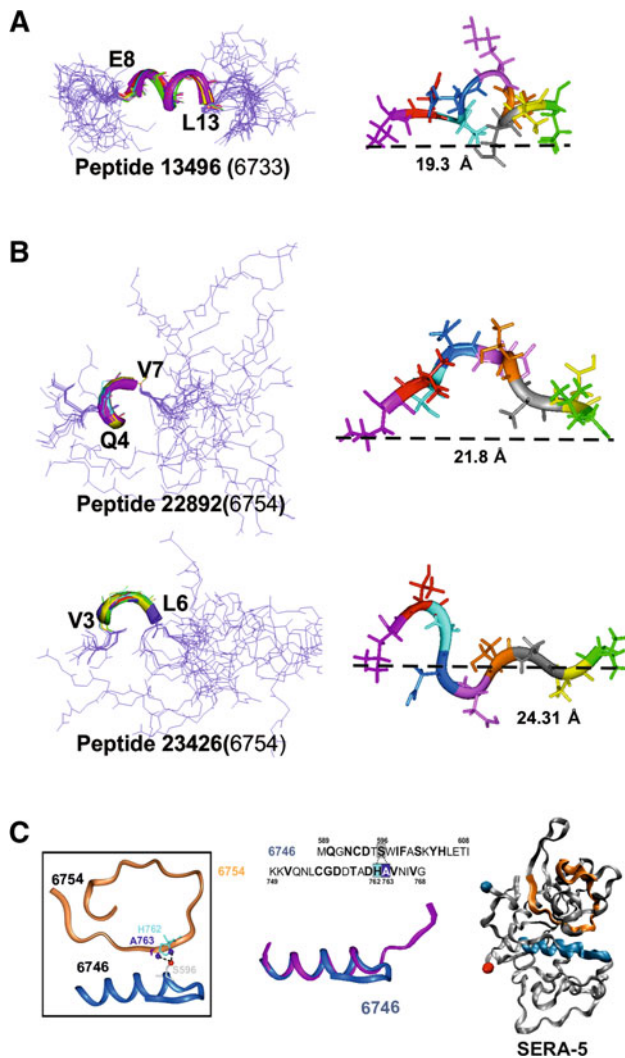 A
E8
L13
Peptide 13496 (6733)
19.3 Å
B
V7
Q4
Peptide 22892(6754)
21.8 Å
V3
L6
Peptide 23426(6754)
24.31 Å
C
6754
H762
A763
S596
6746
589 596 608
6746 MQGNCDTSWIFASKYHLETI
6754 KKVQNLCGDDTADHAVNIVG
749 762 763 768
6746
SERA-5